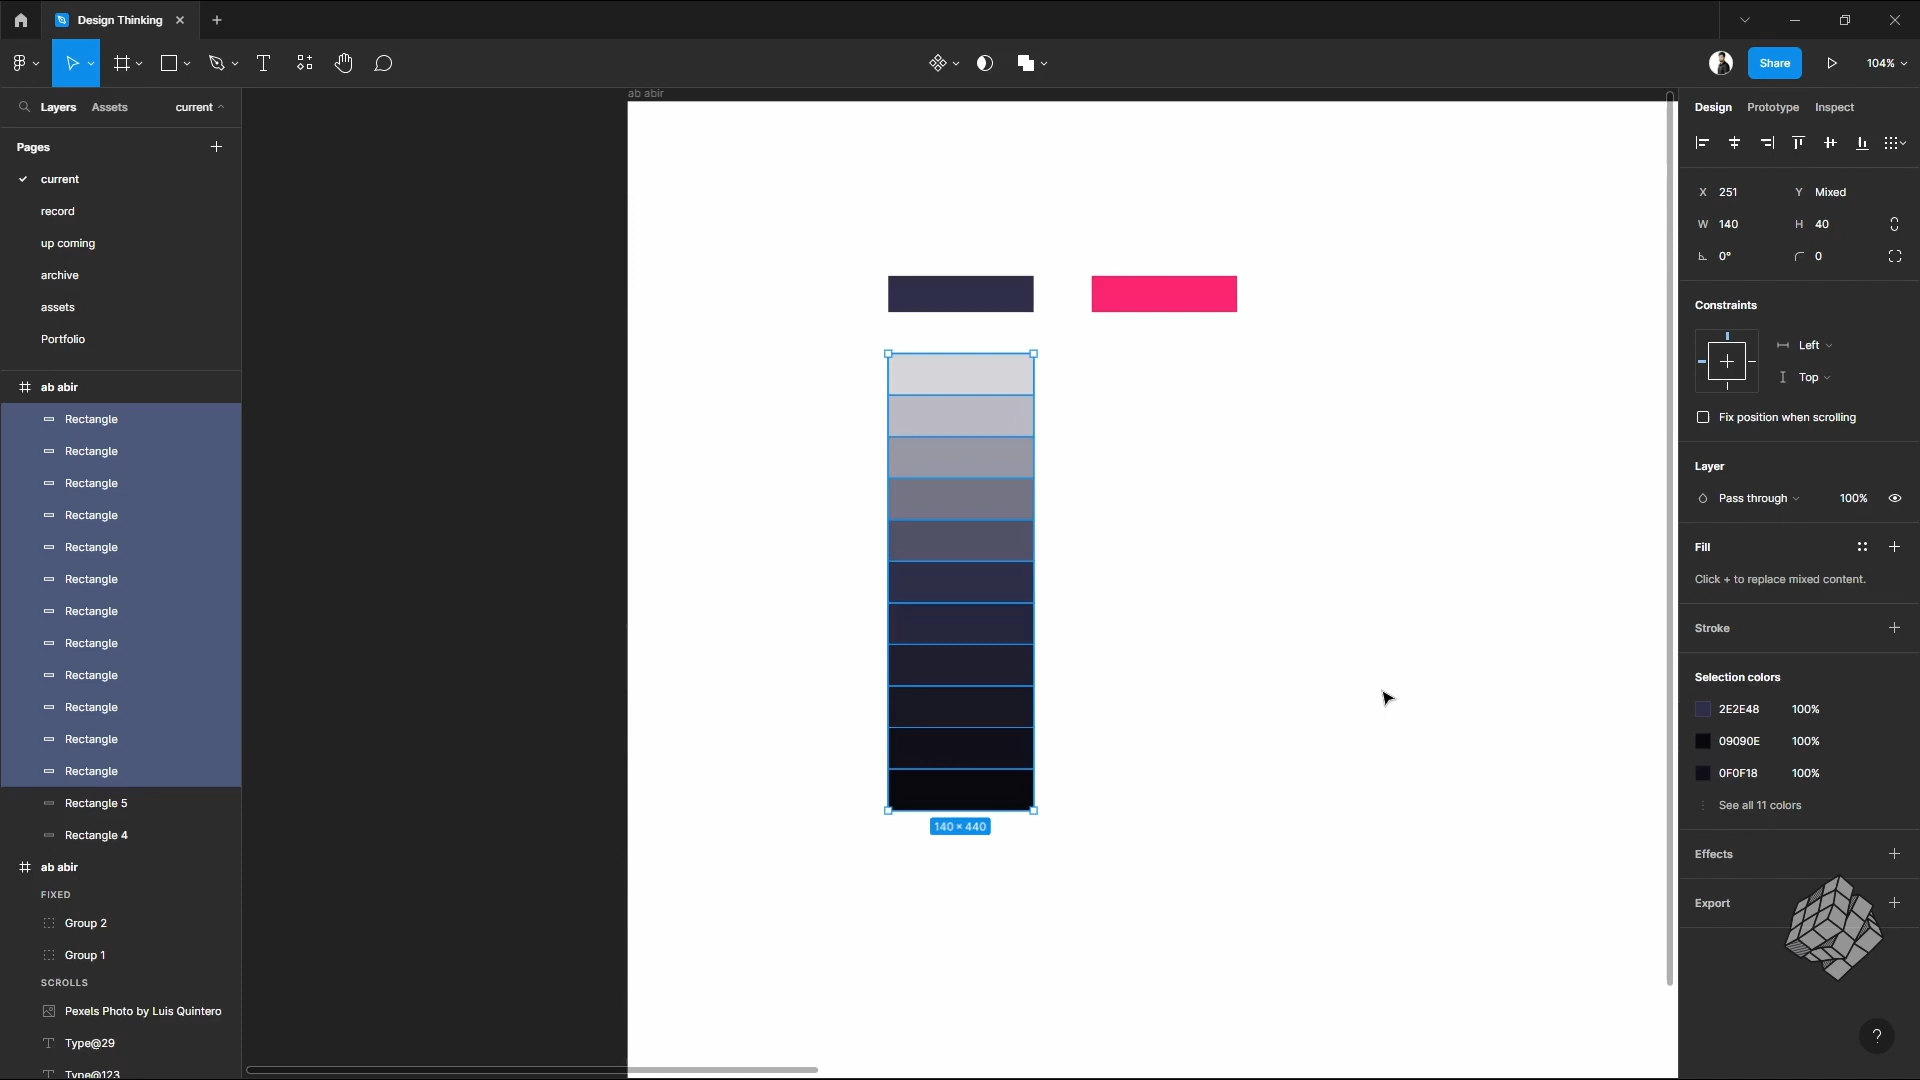 Design Thinking
Share
104%
Layers
Assets
current
ab abir
Design
Prototype
Inspect
Pages
current
record
up coming
archive
assets
Portfolio
ab abir
Rectangle
Rectangle
Rectangle
Rectangle
Rectangle
Rectangle
Rectangle
Rectangle
Rectangle
Rectangle
Rectangle
Rectangle
Rectangle 5
Rectangle 4
ab abir
FIXED
Group 2
Group 1
SCROLLS
Pexels Photo by Luis Quintero
Type@29
Type@123
140 × 440
X 251
Y Mixed
W 140
H 40
0°
0
Constraints
Left
Top
Fix position when scrolling
Layer
Pass through
100%
Fill
Click + to replace mixed content.
Stroke
Selection colors
2E2E48 100%
09090E 100%
0F0F18 100%
See all 11 colors
Effects
Export
?